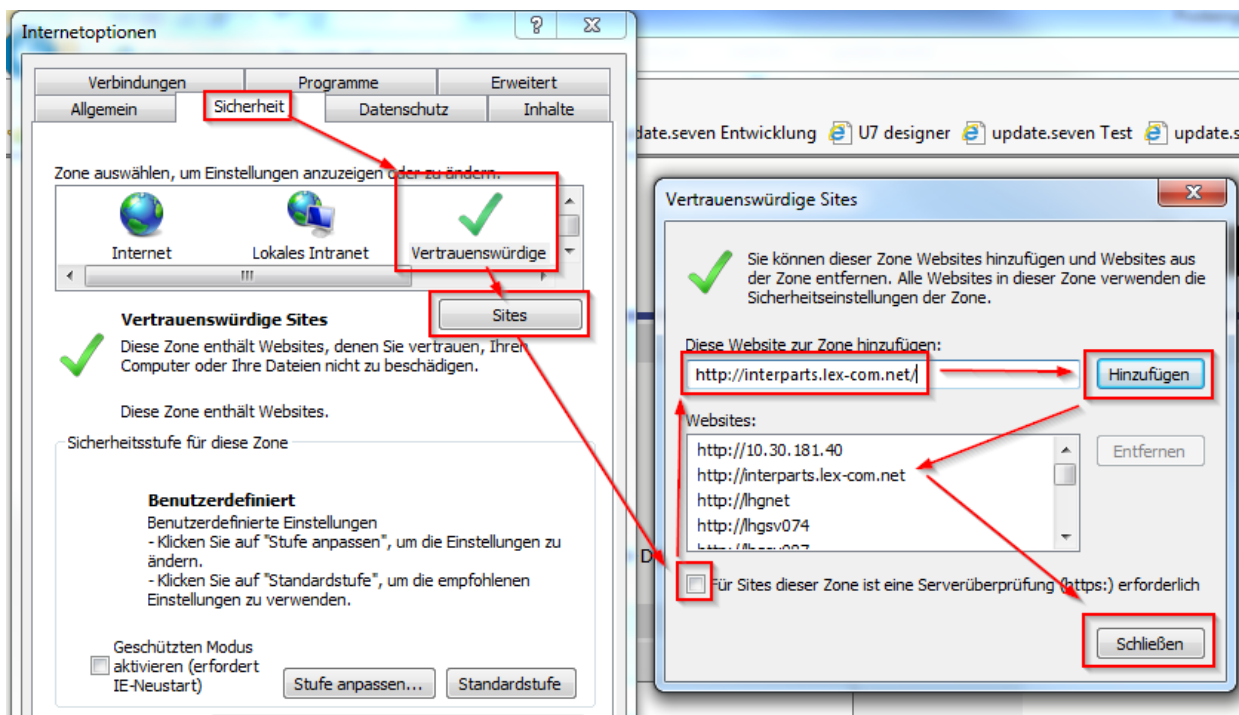 Internetoptionen
Verbindungen
Programme
Erweitert
Allgemein
Sicherheit
Datenschutz
Inhalte
Zone auswählen, um Einstellungen anzuzeigen oder zu ändern.
Internet
Lokales Intranet
Vertrauenswürdige
Sites
Vertrauenswürdige Sites
Diese Zone enthält Websites, denen Sie vertrauen, Ihren
Computer oder Ihre Dateien nicht zu beschädigen.
Diese Zone enthält Websites.
Sicherheitsstufe für diese Zone
Benutzerdefiniert
Benutzerdefinierte Einstellungen
- Klicken Sie auf "Stufe anpassen", um die Einstellungen zu
ändern.
- Klicken Sie auf "Standardstufe", um die empfohlenen
Einstellungen zu verwenden.
Geschützten Modus
aktivieren (erfordert
IE-Neustart)
Stufe anpassen...
Standardstufe
date.seven Entwicklung
U7 designer
update.seven Test
update.s
Vertrauenswürdige Sites
Sie können dieser Zone Websites hinzufügen und Websites aus
der Zone entfernen. Alle Websites in dieser Zone verwenden die
Sicherheitseinstellungen der Zone.
Diese Website zur Zone hinzufügen:
http://interparts.lex-com.net/
Hinzufügen
Websites:
http://10.30.181.40
http://interparts.lex-com.net
http://lhgnet
http://lhgsv074
Entfernen
Für Sites dieser Zone ist eine Serverüberprüfung (https:) erforderlich
Schließen